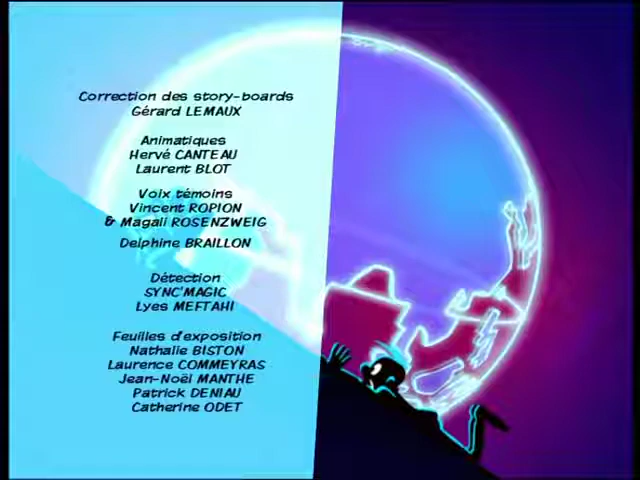 Correction des story-boards
Gérard LEMAUX
Animatiques
Hervé CANTEAU
Laurent BLOT
Voix témoins
Vincent ROPION
& Magali ROSENZWEIG
Delphine BRAILLON
Détection
SYNC'MAGIC
Lyes MEFTAHI
Feuilles d'exposition
Nathalie BISTON
Laurence COMMEYRAS
Jean-Noël MANTHE
Patrick DENIAU
Catherine ODET